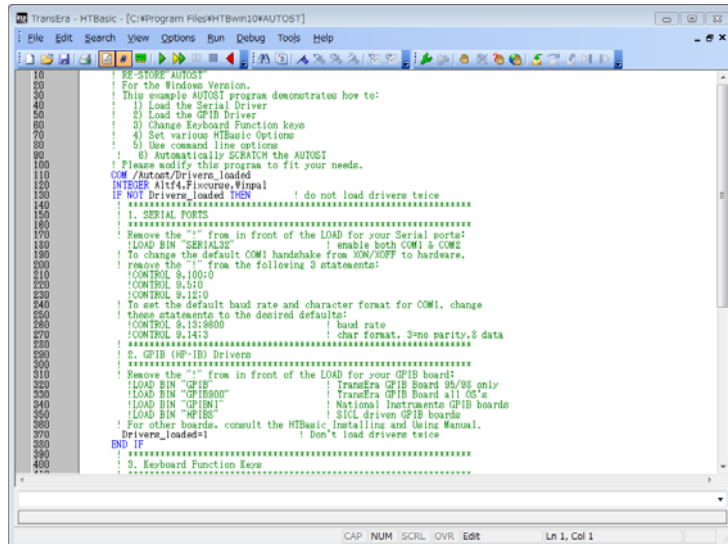 TransEra - HTBasic - [C:¥Program Files¥HTBwin10¥AUTOST]
File Edit Search View Options Run Debug Tools Help
10 ! RE-STORE"AUTOST"
20 ! For the Windows Version.
30 ! This example AUTOST program demonstrates how to:
40 ! 1) Load the Serial Driver
50 ! 2) Load the GPIB Driver
60 ! 3) Change Keyboard Function keys
70 ! 4) Set various HTBasic Options
80 ! 5) Use command line options
90 ! 6) Automatically SCRATCH the AUTOST
100 ! Please modify this program to fit your needs.
110 COM /Autost/Drivers_loaded
120 INTEGER Altf4,Fixcurse,Winpal
130 IF NOT Drivers_loaded THEN ! do not load drivers twice
140 ! ******************************************************************
150 ! 1. SERIAL PORTS
160 ! ******************************************************************
170 ! Remove the "!" from in front of the LOAD for your Serial ports:
180 !LOAD BIN "SERIAL32" ! enable both COM1 & COM2
190 ! To change the default COM1 handshake from XON/XOFF to hardware,
200 ! remove the "!" from the following 3 statements:
210 !CONTROL 9,100;0
220 !CONTROL 9,5;0
230 !CONTROL 9,12;0
240 ! To set the default baud rate and character format for COM1, change
250 ! these statements to the desired defaults:
260 !CONTROL 9,13;9600 ! baud rate
270 !CONTROL 9,14;3 ! char format, 3=no parity,8 data
280 ! ******************************************************************
290 ! 2. GPIB (HP-IB) Drivers
300 ! ******************************************************************
310 ! Remove the "!" from in front of the LOAD for your GPIB board:
320 !LOAD BIN "GPIB" ! TransEra GPIB Board 95/98 only
330 !LOAD BIN "GPIB900" ! TransEra GPIB Board all OS's
340 !LOAD BIN "GPIBNI" ! National Instruments GPIB boards
350 !LOAD BIN "HPIBS" ! SICL driven GPIB boards
360 ! For other boards, consult the HTBasic Installing and Using Manual.
370 Drivers_loaded=1 ! Don't load drivers twice
380 END IF
390 ! ******************************************************************
400 ! 3. Keyboard Function Keys
CAP NUM SCRL OVR Edit Ln 1, Col 1